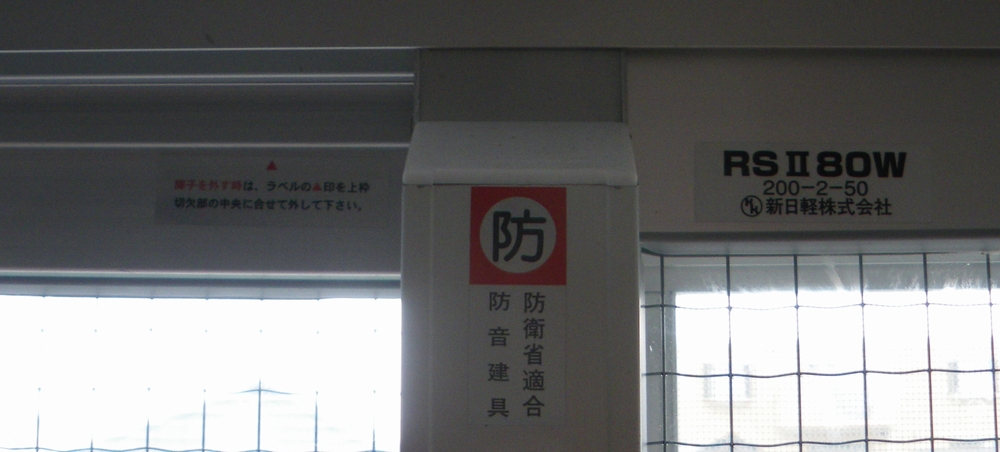 ▲
障子を外す時は、ラベルの▲印を上枠
切欠部の中央に合せて外して下さい。
防
防衛省適合
防音建具
RSⅡ80W
200-2-50
新日軽株式会社